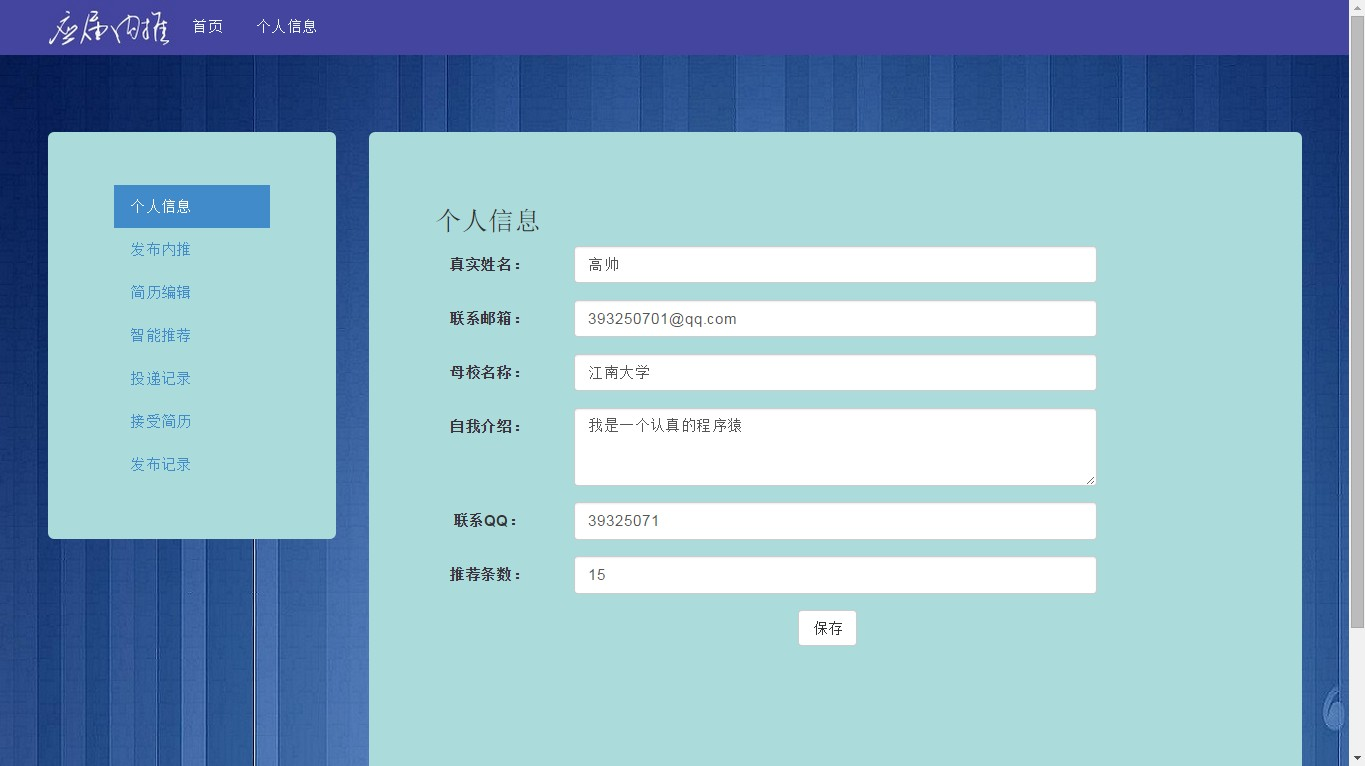 应届内推 首页 个人信息
个人信息
发布内推
简历编辑
智能推荐
投递记录
接受简历
发布记录
个人信息
真实姓名： 高帅
联系邮箱： 393250701@qq.com
母校名称： 江南大学
自我介绍： 我是一个认真的程序猿
联系QQ： 39325071
推荐条数： 15
保存